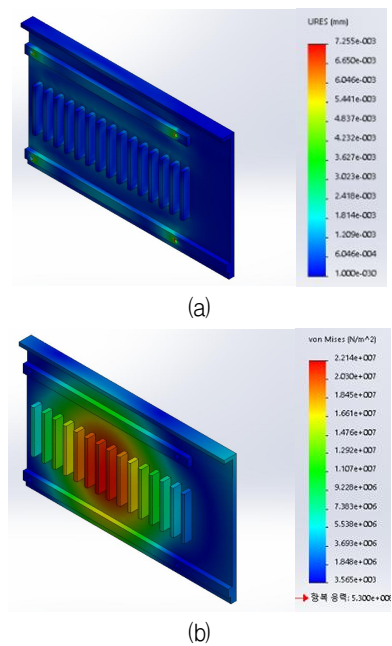 URES (mm)
7.255e-003
6.650e-003
6.046e-003
5.441e-003
4.837e-003
4.232e-003
3.627e-003
3.023e-003
2.418e-003
1.814e-003
1.209e-003
6.046e-004
1.000e-030
(a)
von Mises (N/m^2)
2.214e+007
2.030e+007
1.845e+007
1.661e+007
1.476e+007
1.292e+007
1.107e+007
9.228e+006
7.383e+006
5.538e+006
3.693e+006
1.848e+006
3.565e+003
항복 응력: 5.300e+008
(b)